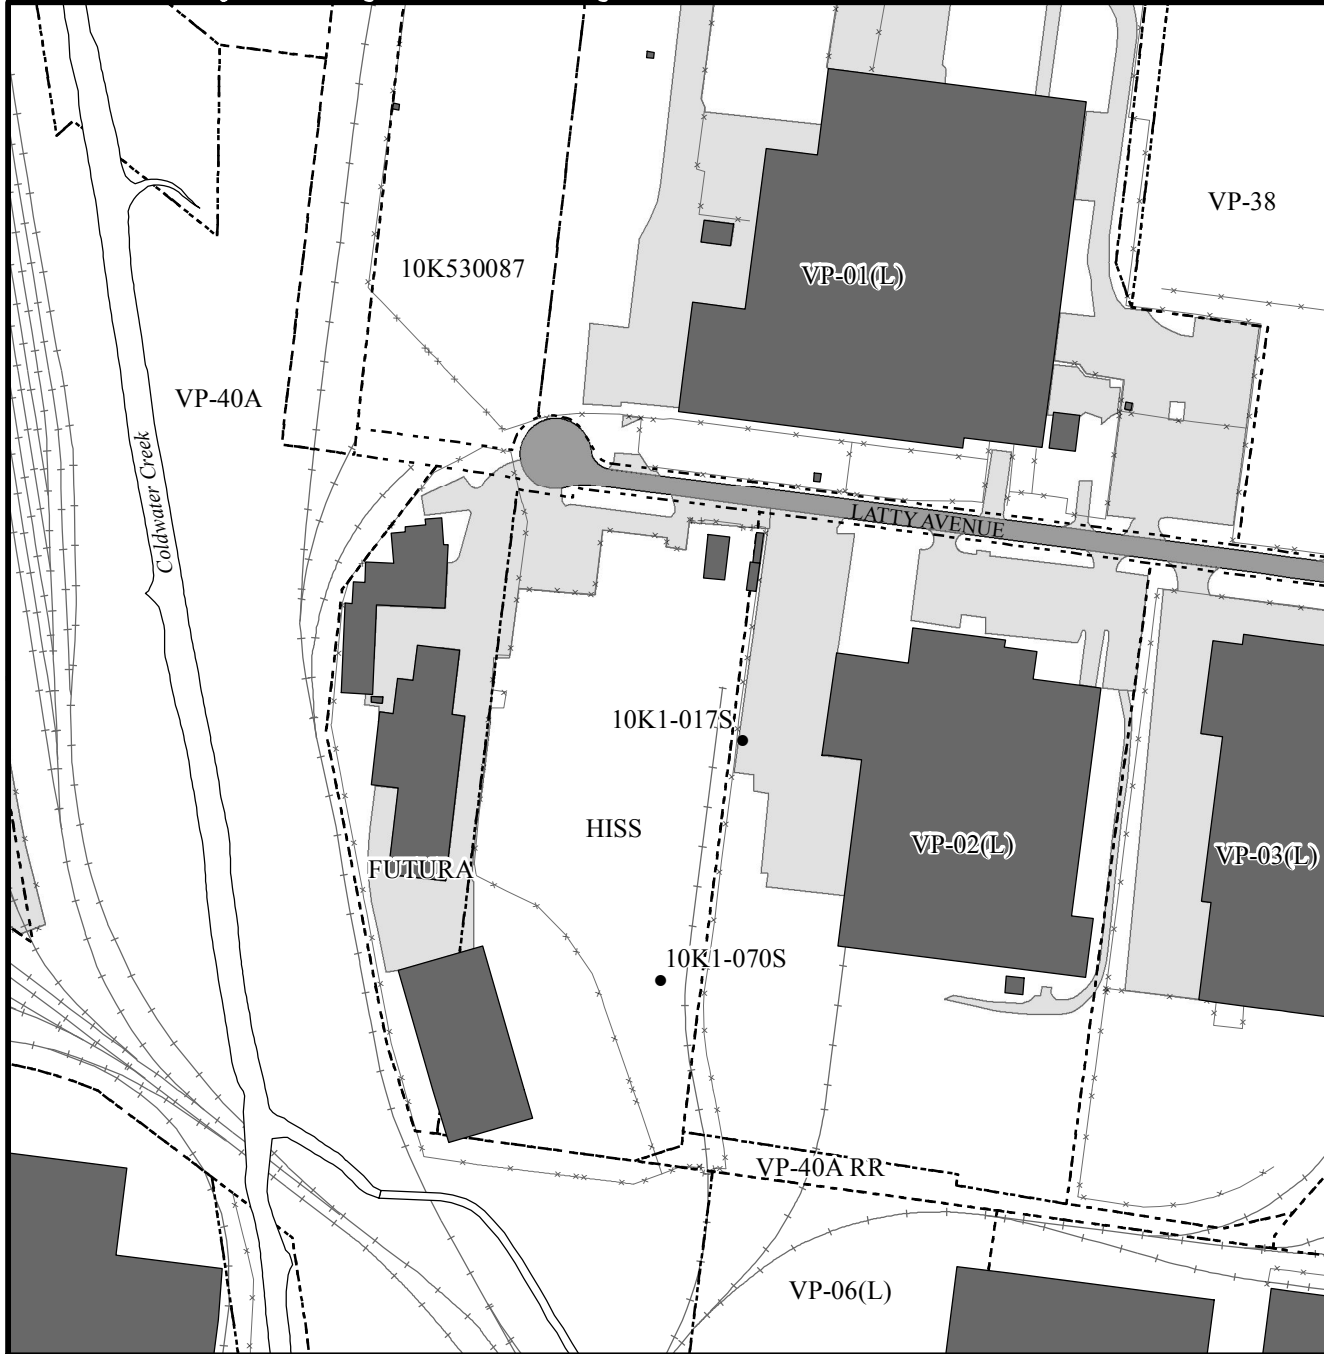 VP-38
10K530087
VP-01(L)
VP-40A
Coldwater Creek
LATTY AVENUE
10K1-017S
HISS
VP-02(L)
VP-03(L)
FUTURA
10K1-070S
VP-40A RR
VP-06(L)